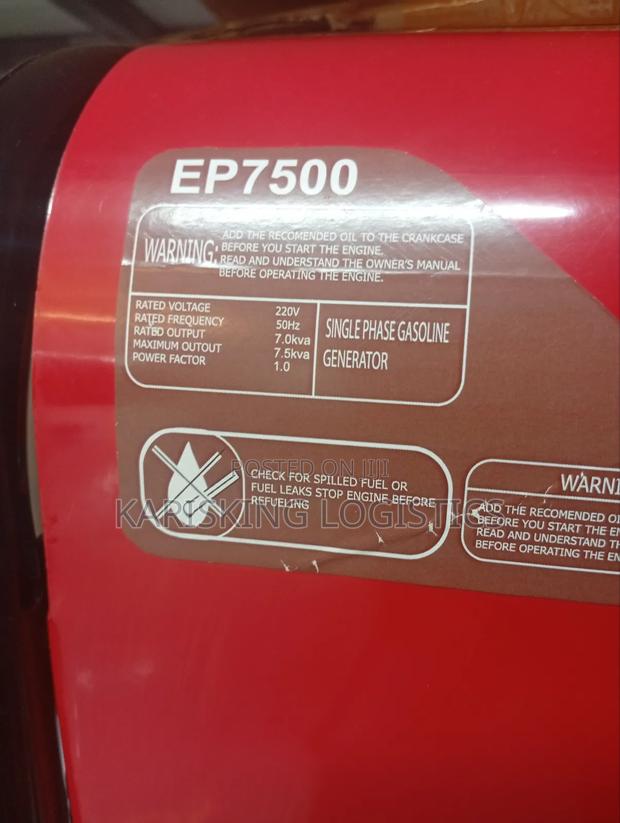 EP7500
WARNING:
ADD THE RECOMENDED OIL TO THE CRANKCASE
BEFORE YOU START THE ENGINE.
READ AND UNDERSTAND THE OWNER'S MANUAL
BEFORE OPERATING THE ENGINE.
RATED VOLTAGE 220V
RATED FREQUENCY 50Hz
RATED OUTPUT 7.0kva
MAXIMUM OUTOUT 7.5kva
POWER FACTOR 1.0
SINGLE PHASE GASOLINE
GENERATOR
CHECK FOR SPILLED FUEL OR
FUEL LEAKS STOP ENGINE BEFORE
REFUELING
WARNI
ADD THE RECOMENDED OI
BEFORE YOU START THE EN
READ AND UNDERSTAND TH
BEFORE OPERATING THE EN
POSTED ON
KARISKING LOGISTICS